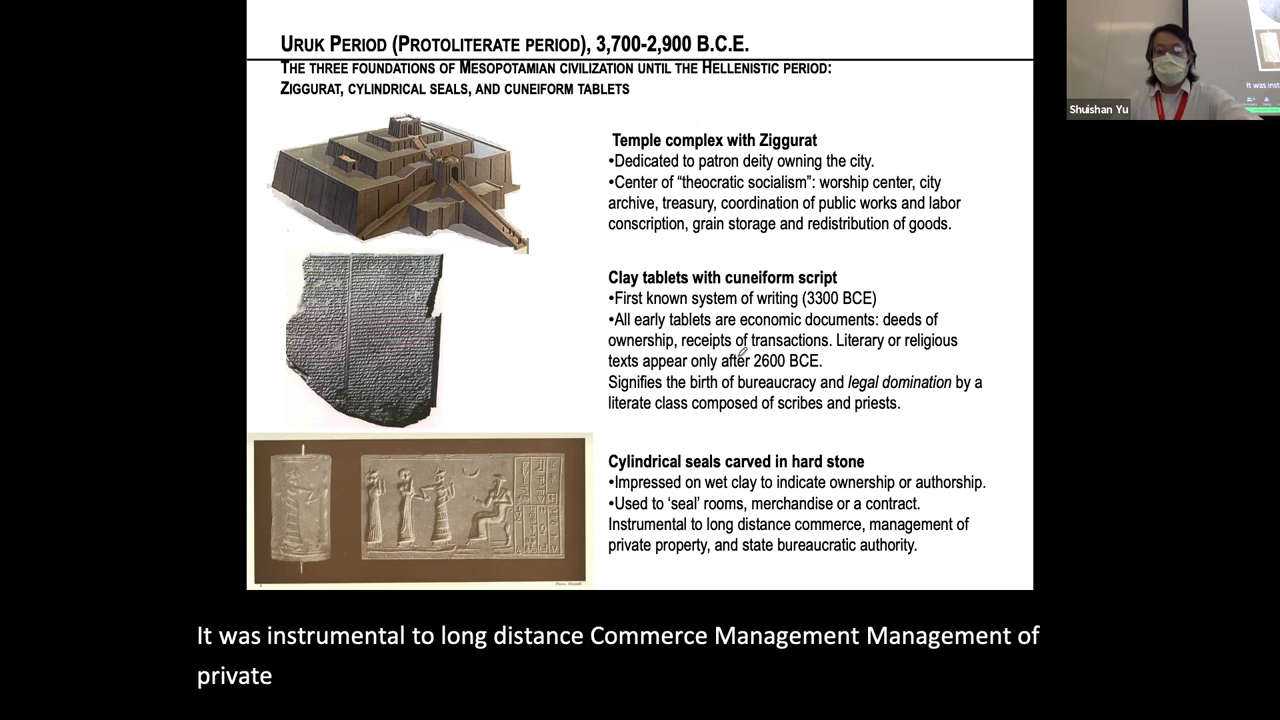 URUK PERIOD (PROTOLITERATE PERIOD), 3,700-2,900 B.C.E.
THE THREE FOUNDATIONS OF MESOPOTAMIAN CIVILIZATION UNTIL THE HELLENISTIC PERIOD:
ZIGGURAT, CYLINDRICAL SEALS, AND CUNEIFORM TABLETS
Temple complex with Ziggurat
•Dedicated to patron deity owning the city.
•Center of “theocratic socialism”: worship center, city
archive, treasury, coordination of public works and labor
conscription, grain storage and redistribution of goods.
Clay tablets with cuneiform script
•First known system of writing (3300 BCE)
•All early tablets are economic documents: deeds of
ownership, receipts of transactions. Literary or religious
texts appear only after 2600 BCE.
Signifies the birth of bureaucracy and legal domination by a
literate class composed of scribes and priests.
Cylindrical seals carved in hard stone
•Impressed on wet clay to indicate ownership or authorship.
•Used to ‘seal’ rooms, merchandise or a contract.
Instrumental to long distance commerce, management of
private property, and state bureaucratic authority.
Shuishan Yu
It was inst
It was instrumental to long distance Commerce Management Management of
private